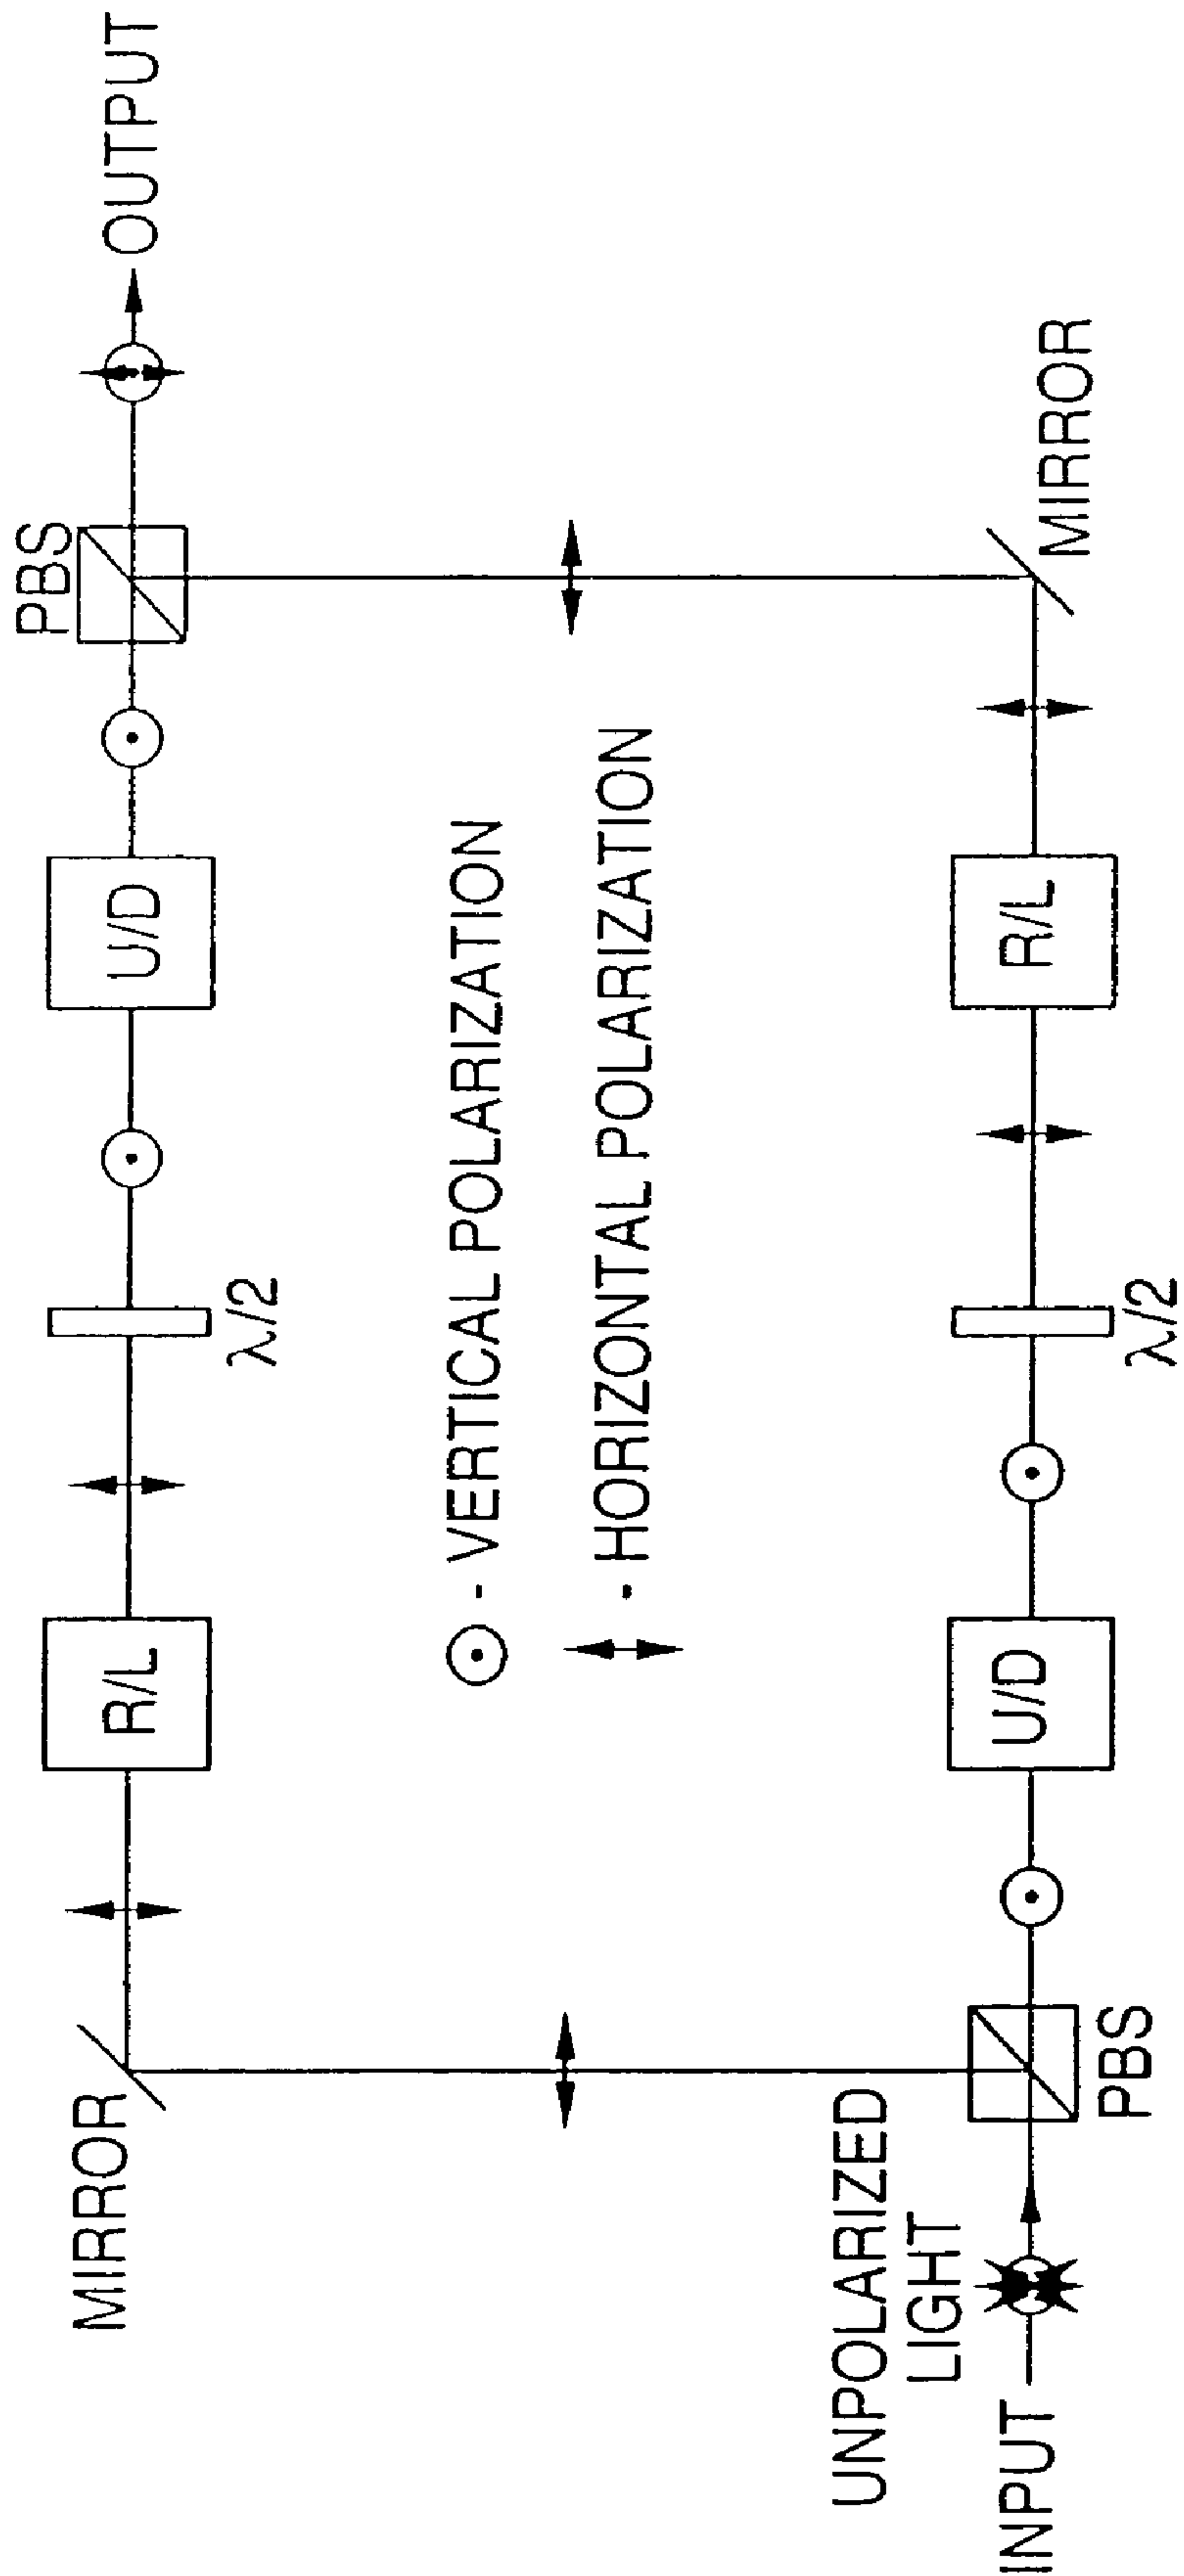 PBS
OUTPUT
MIRROR
R/L
λ/2
U/D
- VERTICAL POLARIZATION
- HORIZONTAL POLARIZATION
UNPOLARIZED
LIGHT
INPUT
PBS
U/D
λ/2
R/L
MIRROR